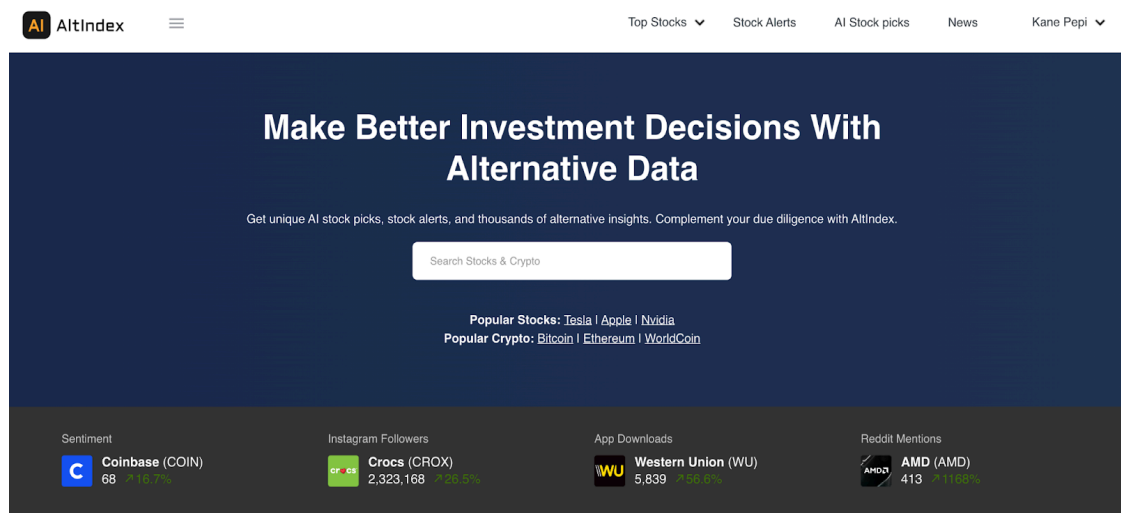 AI AltIndex Top Stocks Stock Alerts AI Stock picks News Kane Pepi
Make Better Investment Decisions With
Alternative Data
Get unique AI stock picks, stock alerts, and thousands of alternative insights. Complement your due diligence with AltIndex.
Search Stocks & Crypto
Popular Stocks: Tesla | Apple | Nvidia
Popular Crypto: Bitcoin | Ethereum | WorldCoin
Sentiment
C Coinbase (COIN)
68 ↗16.7%
Instagram Followers
crocs Crocs (CROX)
2,323,168 ↗26.5%
App Downloads
WU Western Union (WU)
5,839 ↗56.6%
Reddit Mentions
AMD AMD (AMD)
413 ↗1168%